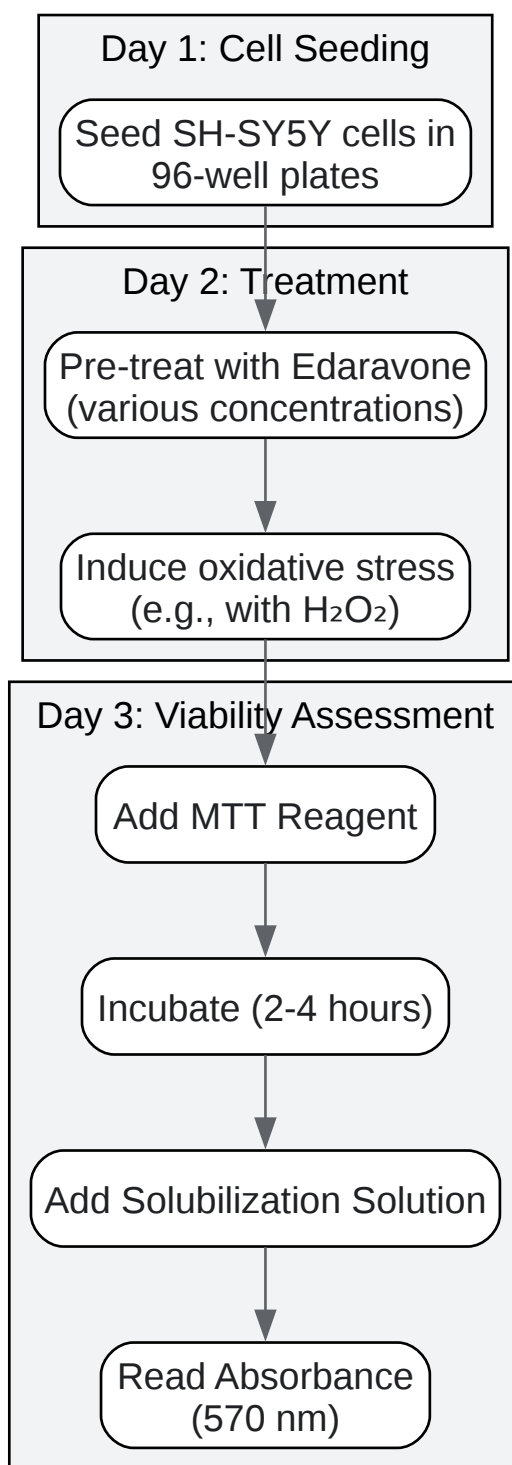 Day 1: Cell Seeding
Seed SH-SY5Y cells in
96-well plates
Day 2: Treatment
Pre-treat with Edaravone
(various concentrations)
Induce oxidative stress
(e.g., with H₂O₂)
Day 3: Viability Assessment
Add MTT Reagent
Incubate (2-4 hours)
Add Solubilization Solution
Read Absorbance
(570 nm)